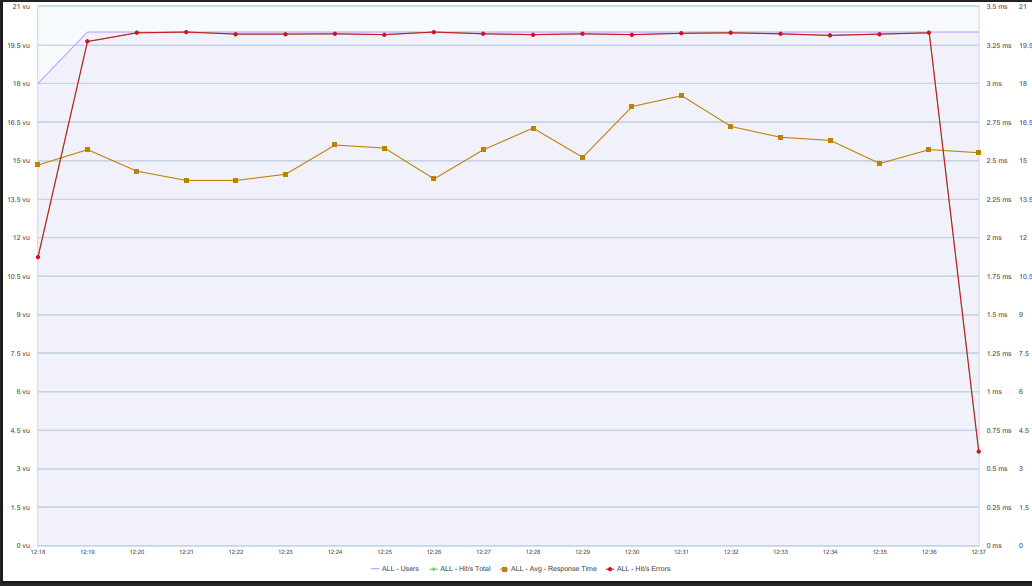 21 vu 3.5 ms 21
19.5 vu 3.25 ms 19.5
18 vu 3 ms 18
16.5 vu 2.75 ms 16.5
15 vu 2.5 ms 15
13.5 vu 2.25 ms 13.5
12 vu 2 ms 12
10.5 vu 1.75 ms 10.5
9 vu 1.5 ms 9
7.5 vu 1.25 ms 7.5
6 vu 1 ms 6
4.5 vu 0.75 ms 4.5
3 vu 0.5 ms 3
1.5 vu 0.25 ms 1.5
0 vu 0 ms 0
12:18 12:19 12:20 12:21 12:22 12:23 12:24 12:25 12:26 12:27 12:28 12:29 12:30 12:31 12:32 12:33 12:34 12:35 12:36 12:37
ALL - Users ALL - Hit/s Total ALL - Avg - Response Time ALL - Hit/s Errors